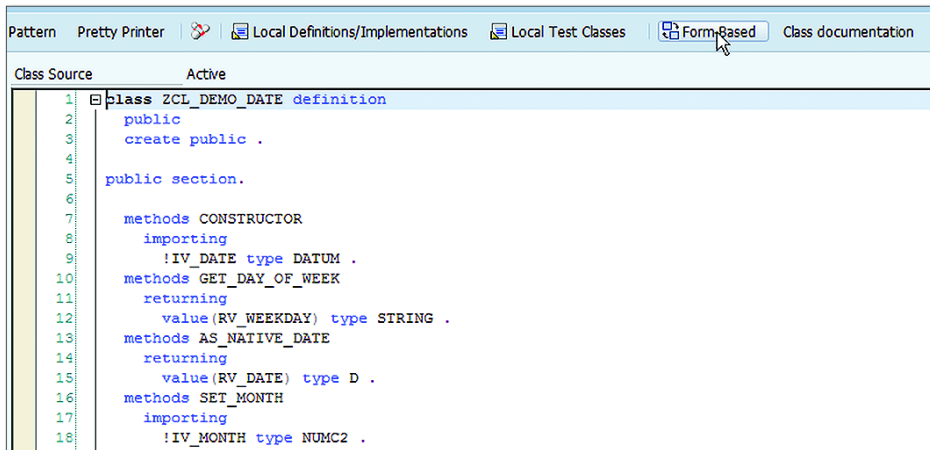 Pattern Pretty Printer Local Definitions/Implementations Local Test Classes Form-Based Class documentation
Class Source Active
1 class ZCL_DEMO_DATE definition
2 public
3 create public .
4
5 public section.
6
7 methods CONSTRUCTOR
8 importing
9 !IV_DATE type DATUM .
10 methods GET_DAY_OF_WEEK
11 returning
12 value(RV_WEEKDAY) type STRING .
13 methods AS_NATIVE_DATE
14 returning
15 value(RV_DATE) type D .
16 methods SET_MONTH
17 importing
18 !IV_MONTH type NUMC2 .